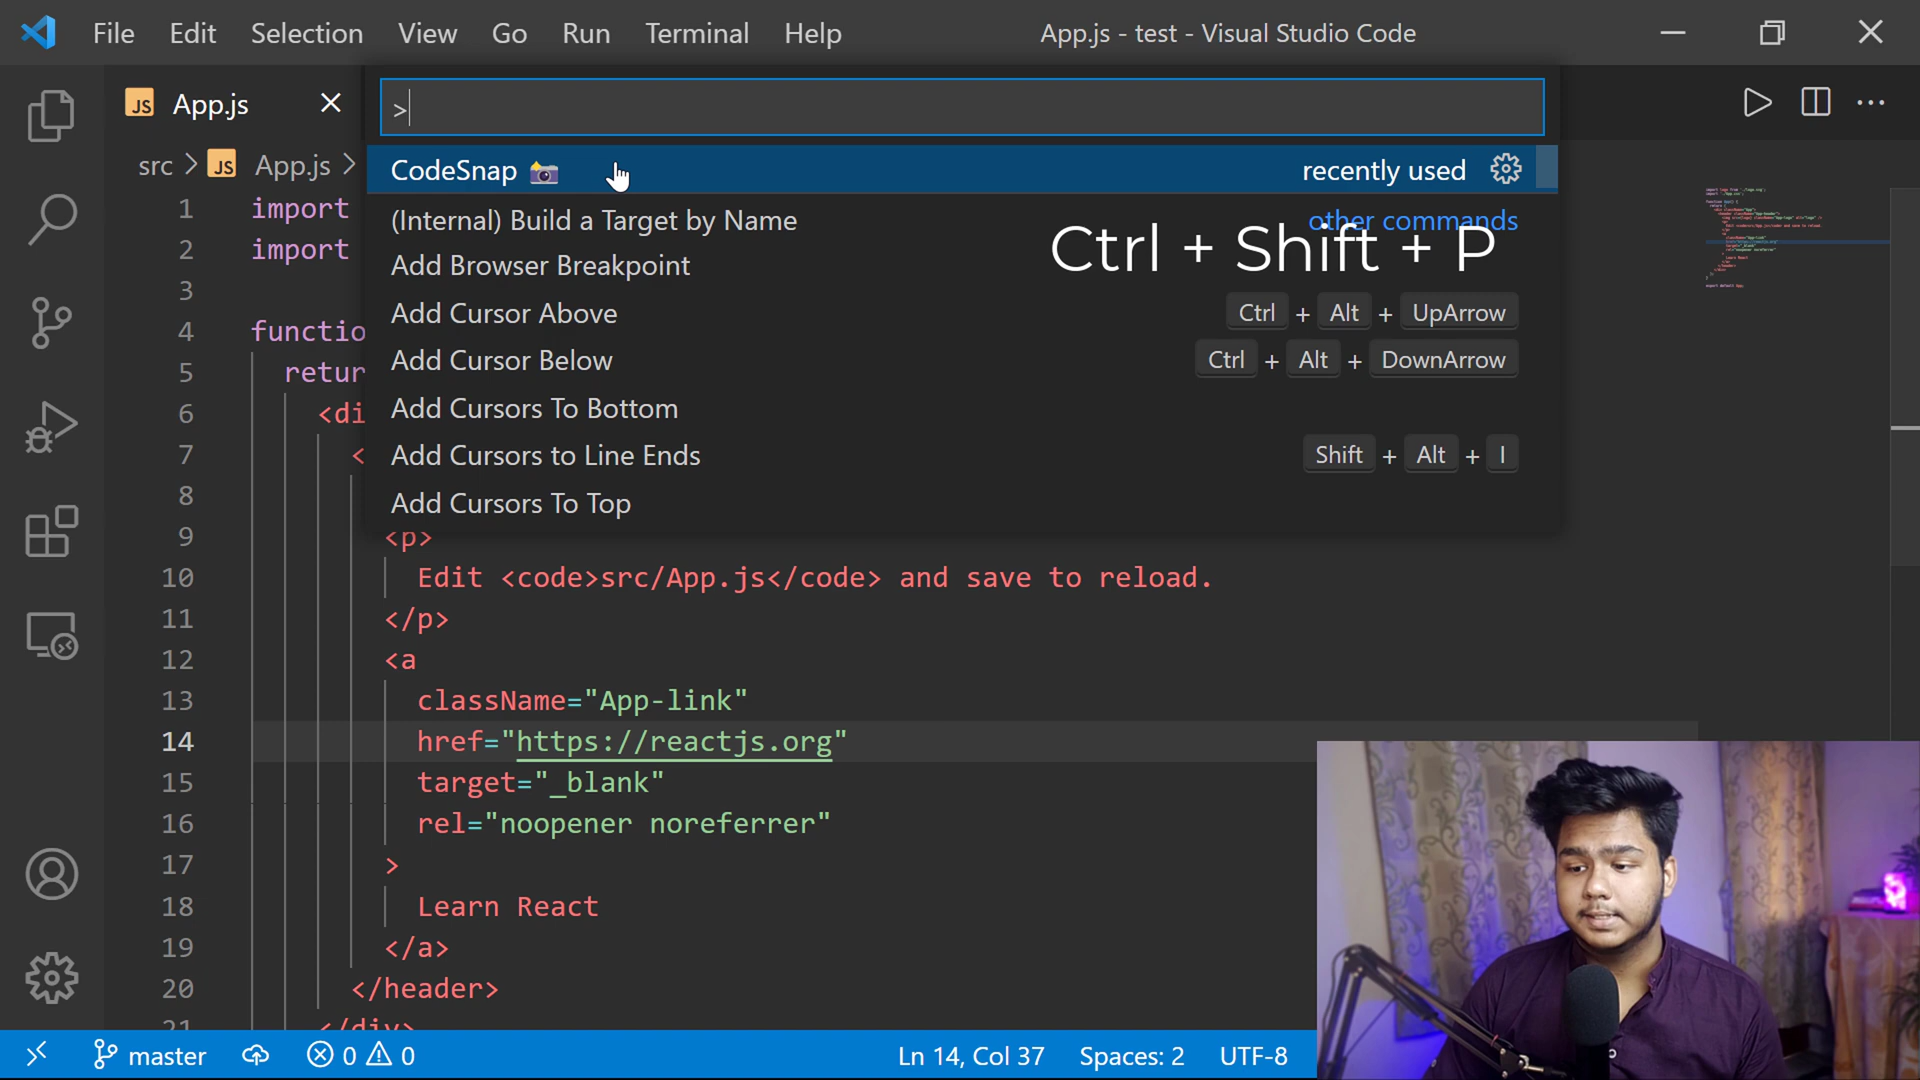 File Edit Selection View Go Run Terminal Help App.js - test - Visual Studio Code
JS App.js
>
src > JS App.js >
CodeSnap 📸 recently used
(Internal) Build a Target by Name other commands
Ctrl + Shift + P
Add Browser Breakpoint
Add Cursor Above Ctrl + Alt + UpArrow
Add Cursor Below Ctrl + Alt + DownArrow
Add Cursors To Bottom
Add Cursors to Line Ends Shift + Alt + I
Add Cursors To Top
1 import
2 import
3
4 functio
5 retur
6 <di
7 <
8
9 <p>
10 Edit <code>src/App.js</code> and save to reload.
11 </p>
12 <a
13 className="App-link"
14 href="https://reactjs.org"
15 target="_blank"
16 rel="noopener noreferrer"
17 >
18 Learn React
19 </a>
20 </header>
21 </div>
master 0 0 Ln 14, Col 37 Spaces: 2 UTF-8